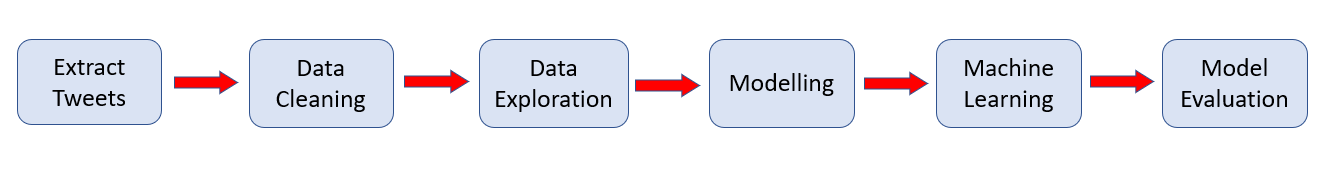 Extract
Tweets
Data
Cleaning
Data
Exploration
Modelling
Machine
Learning
Model
Evaluation